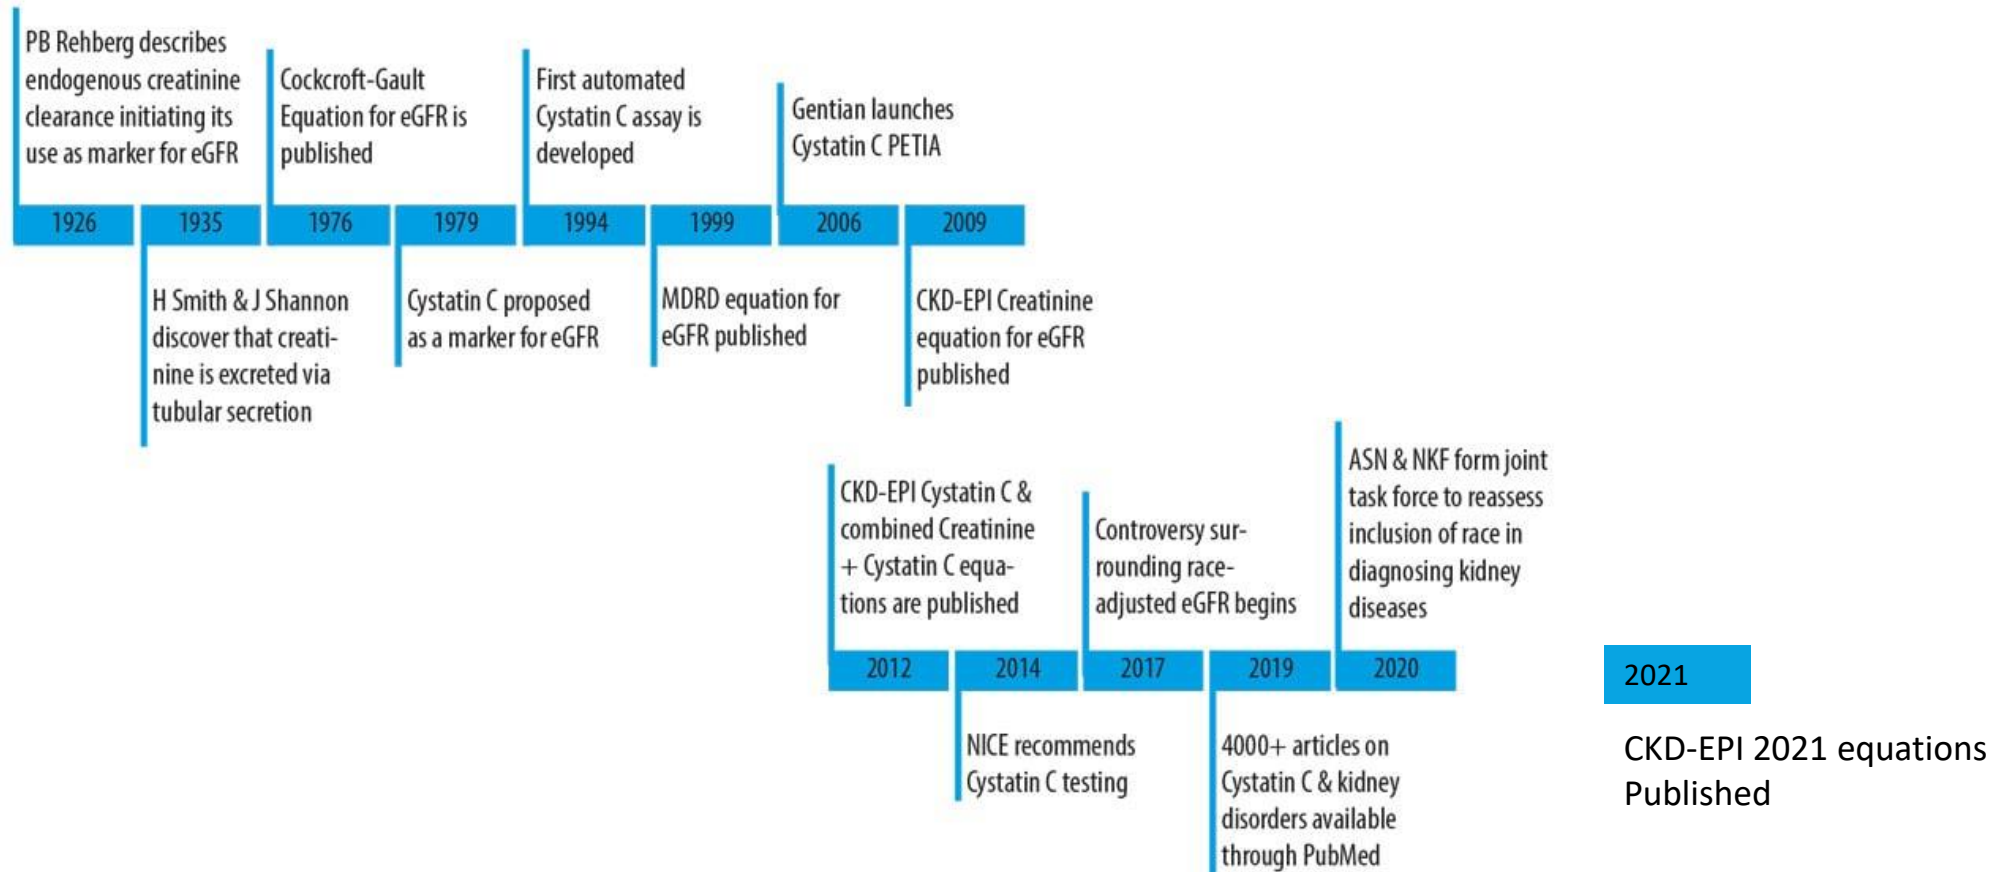 PB Rehberg describes
endogenous creatinine
clearance initiating its
use as marker for eGFR
1926
H Smith & J Shannon
discover that creati-
nine is excreted via
tubular secretion
1935
Cockcroft-Gault
Equation for eGFR is
published
1976
Cystatin C proposed
as a marker for eGFR
1979
First automated
Cystatin C assay is
developed
1994
MDRD equation for
eGFR published
1999
Gentian launches
Cystatin C PETIA
2006
2009
CKD-EPI Creatinine
equation for eGFR
published
CKD-EPI Cystatin C &
combined Creatinine
+ Cystatin C equa-
tions are published
2012
2014
NICE recommends
Cystatin C testing
Controversy sur-
rounding race-
adjusted eGFR begins
2017
2019
4000+ articles on
Cystatin C & kidney
disorders available
through PubMed
ASN & NKF form joint
task force to reassess
inclusion of race in
diagnosing kidney
diseases
2020
2021
CKD-EPI 2021 equations
Published